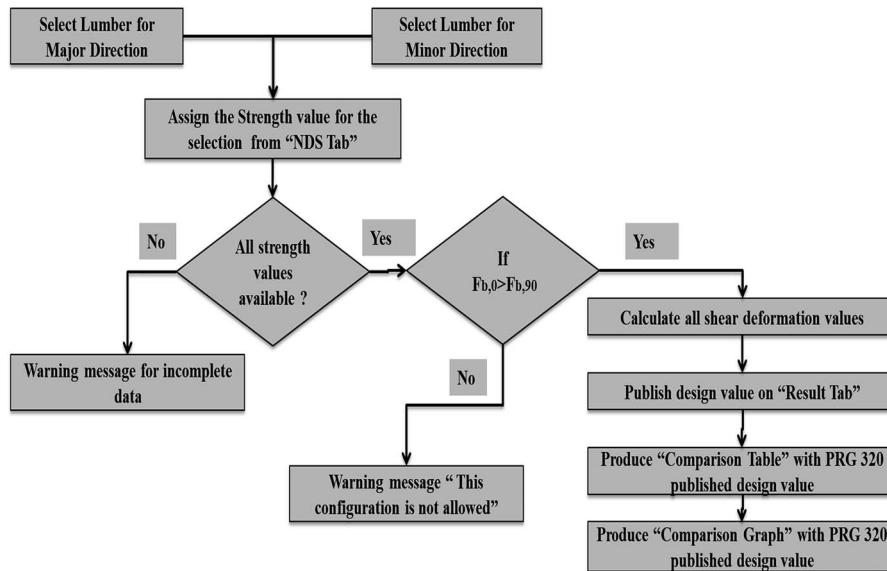 Select Lumber for
Major Direction
Select Lumber for
Minor Direction
Assign the Strength value for the
selection from “NDS Tab”
No
All strength
values
available ?
Yes
If
Fb,0>Fb,90
Yes
Warning message for incomplete
data
No
Warning message “ This
configuration is not allowed”
Calculate all shear deformation values
Publish design value on “Result Tab”
Produce “Comparison Table” with PRG 320
published design value
Produce “Comparison Graph” with PRG 320
published design value